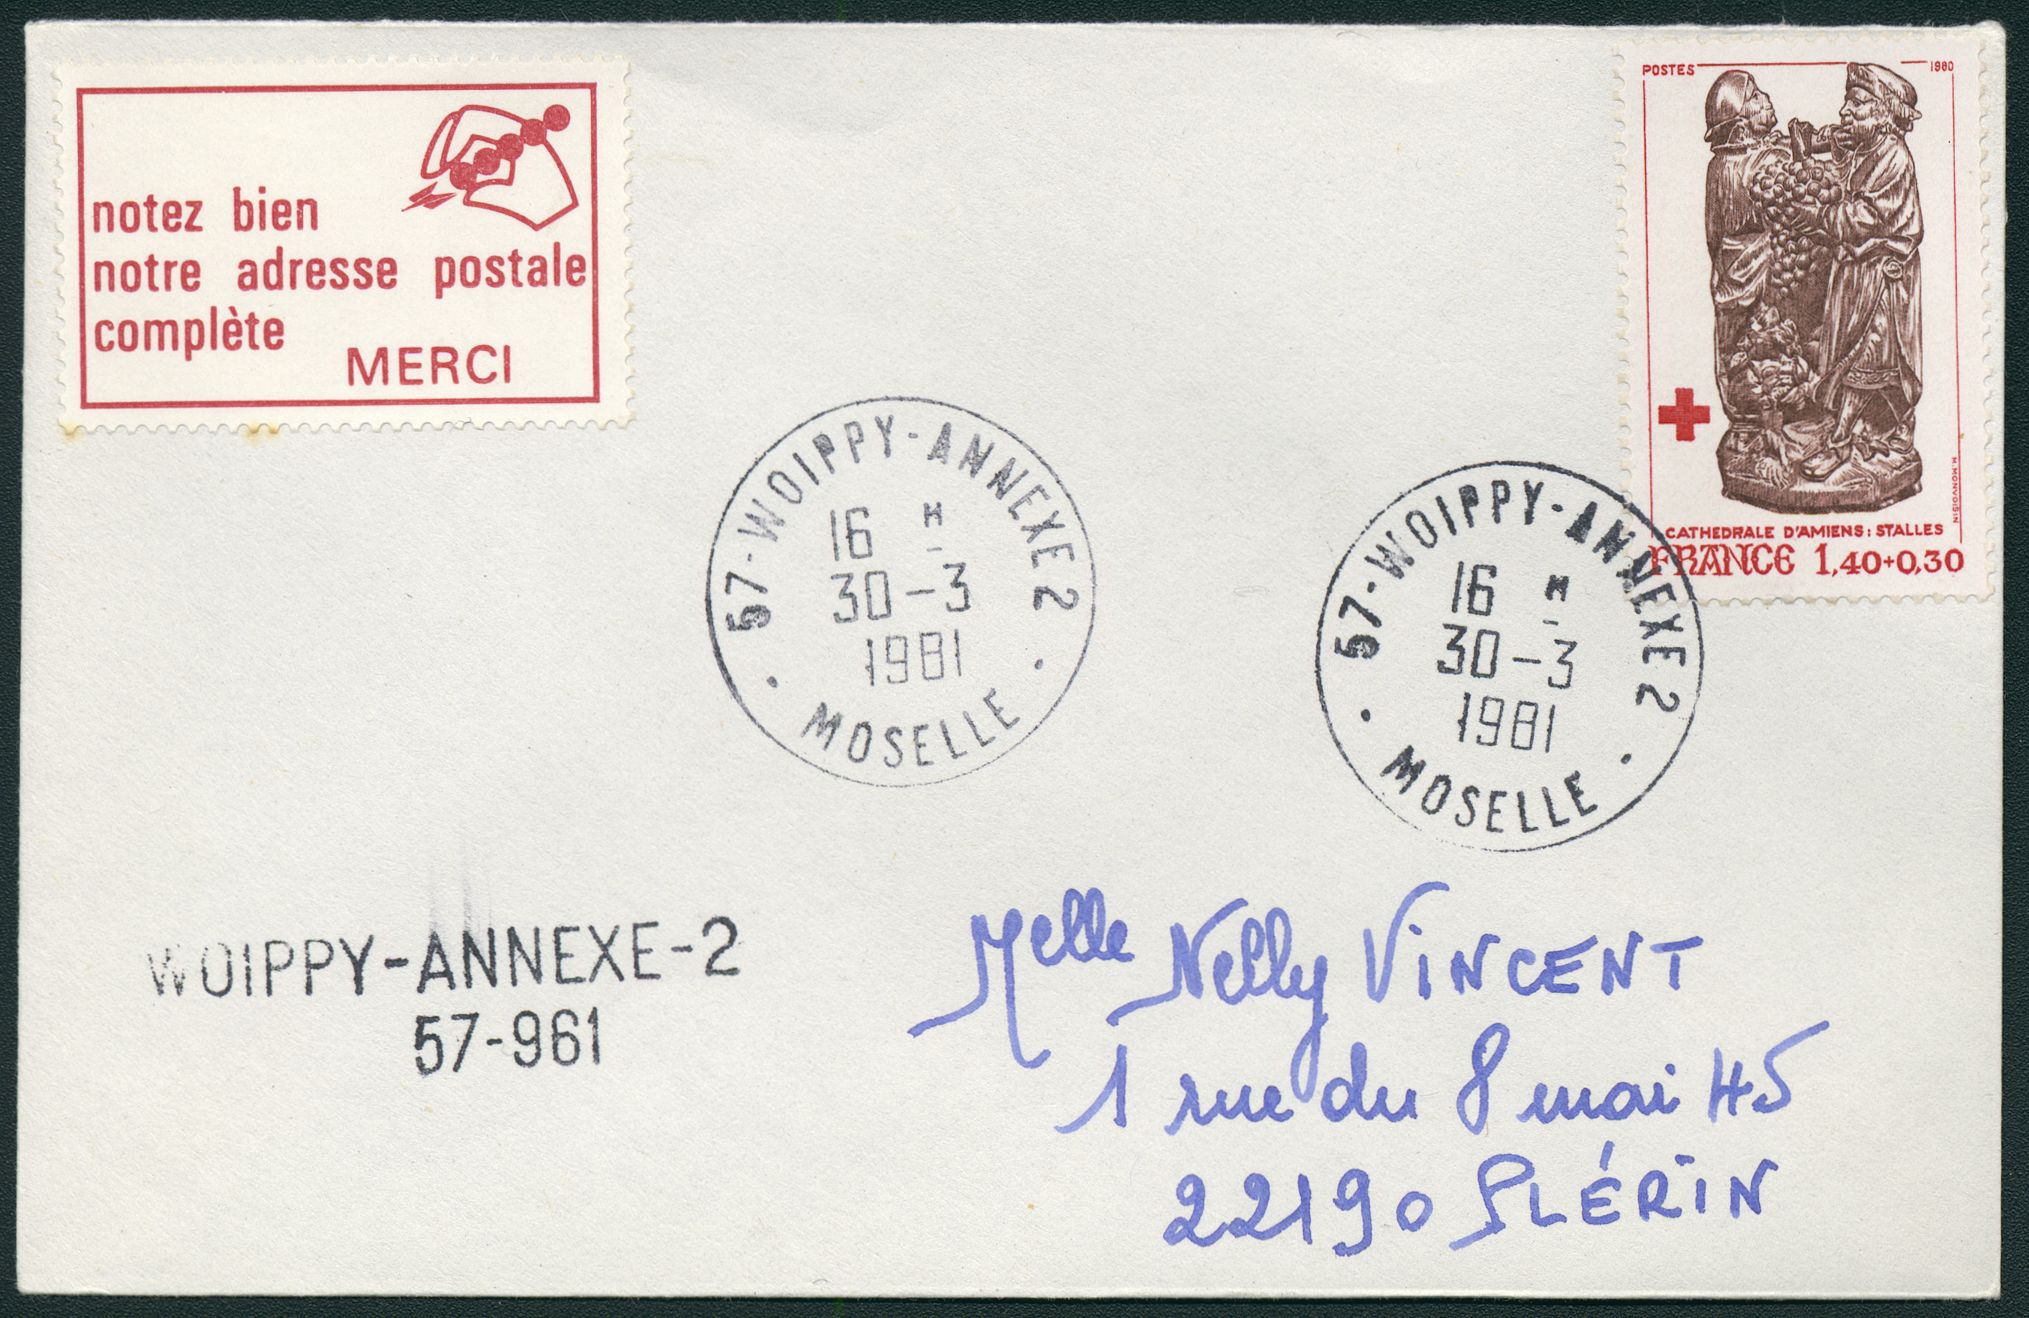 notez bien
notre adresse postale
complète
MERCI
POSTES 1980
H. MONVOISIN
CATHEDRALE D'AMIENS: STALLES
FRANCE 1,40+0,30
57-WOIPPY-ANNEXE 2
16 H
30-3
1981
MOSELLE
57-WOIPPY-ANNEXE 2
16 H
30-3
1981
MOSELLE
WOIPPY-ANNEXE-2
57-961
Melle Nelly VINCENT
1 rue du 8 mai 45
22190 PLÉRIN